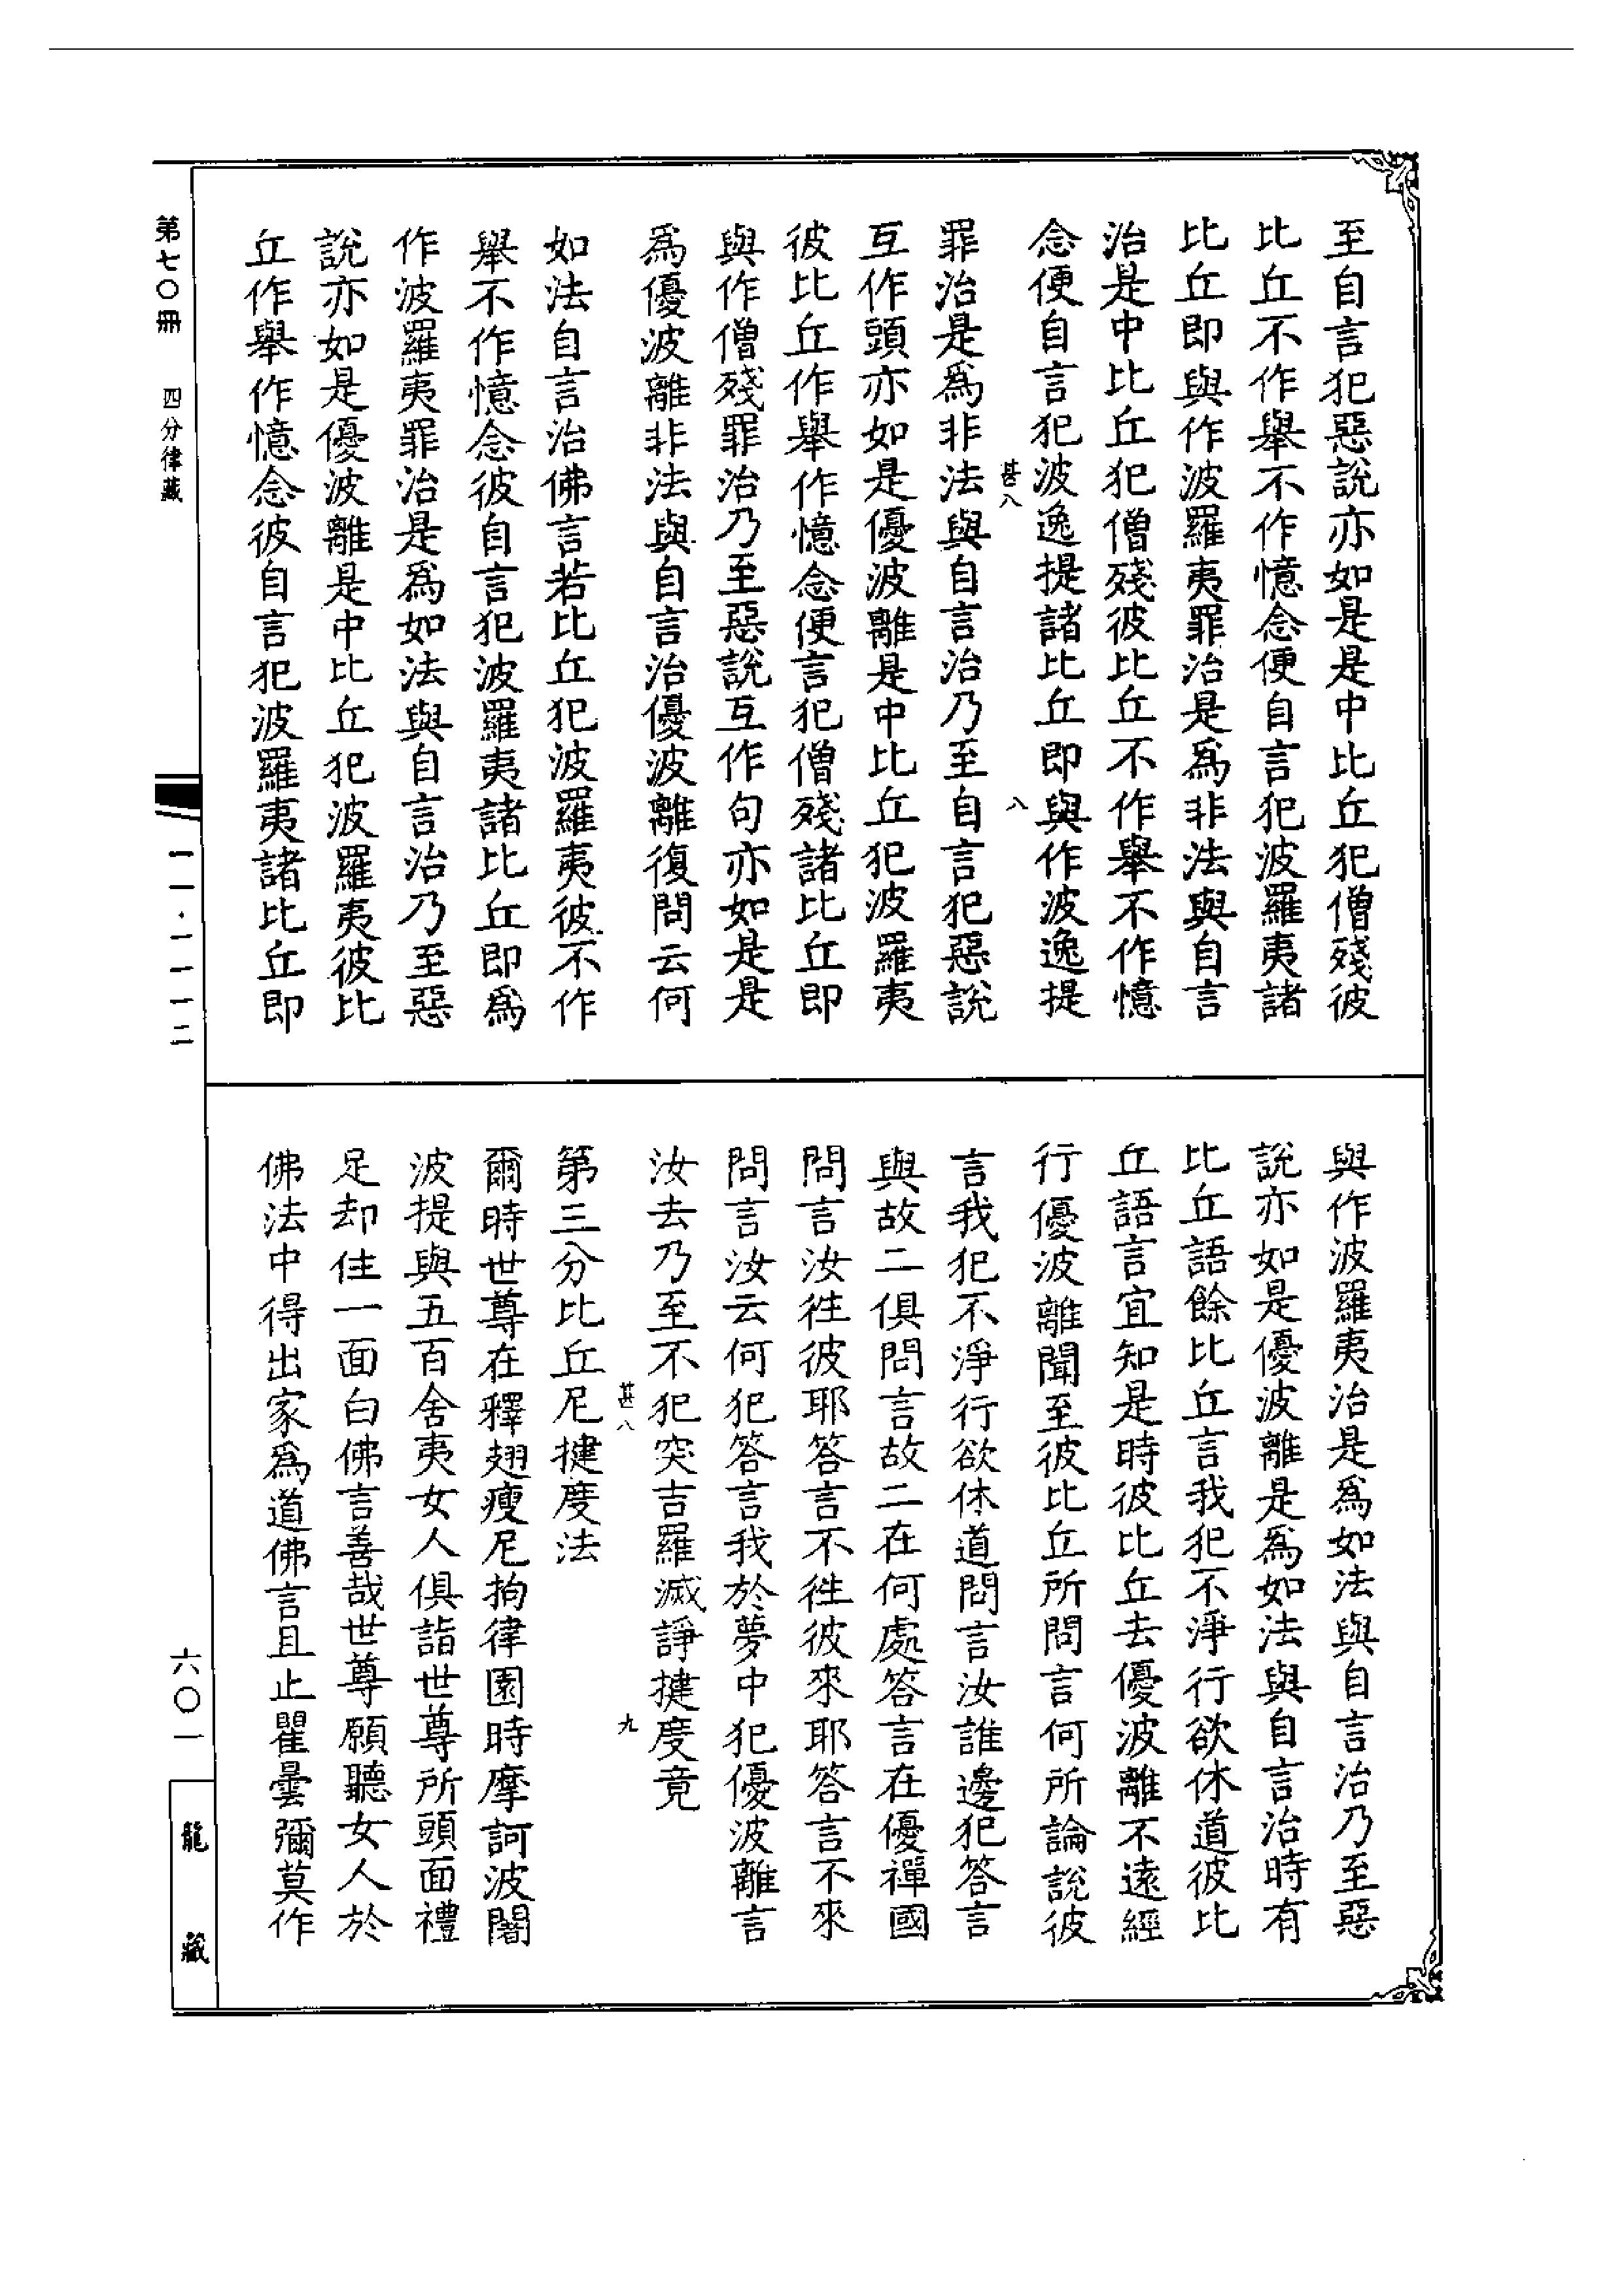 至自言犯惡說亦如是是中比丘犯僧殘彼
比丘不作舉不作憶念便自言犯波羅夷諸
比丘即與作波羅夷罪治是為非法與自言
治是中比丘犯僧殘彼比丘不作舉不作憶
念便自言犯波逸提諸比丘即與作波逸提
甚八 八
罪治是為非法與自言治乃至自言犯惡說
互作頭亦如是優波離是中比丘犯波羅夷
彼比丘作舉作憶念便言犯僧殘諸比丘即
與作僧殘罪治乃至惡說互作句亦如是是
為優波離非法與自言治優波離復問云何
如法自言治佛言若比丘犯波羅夷彼不作
舉不作憶念彼自言犯波羅夷諸比丘即為
作波羅夷罪治是為如法與自言治乃至惡
說亦如是優波離是中比丘犯波羅夷彼比
丘作舉作憶念彼自言犯波羅夷諸比丘即
與作波羅夷治是為如法與自言治乃至惡
說亦如是優波離是為如法與自言治時有
比丘語餘比丘言我犯不淨行欲休道彼比
丘語言宜知是時彼比丘去優波離不遠經
行優波離聞至彼比丘所問言何所論說彼
言我犯不淨行欲休道問言汝誰邊犯答言
與故二俱問言故二在何處答言在優禪國
問言汝徃彼耶答言不徃彼來耶答言不來
問言汝云何犯答言我於夢中犯優波離言
汝去乃至不犯突吉羅滅諍揵度竟
甚八 九
第三分比丘尼揵度法
爾時世尊在釋翅瘦尼拘律園時摩訶波闍
波提與五百舍夷女人俱詣世尊所頭面禮
足却住一面白佛言善哉世尊願聽女人於
佛法中得出家為道佛言且止瞿曇彌莫作
第七〇冊 四分律藏
一一·一一一二
六〇一
龍藏